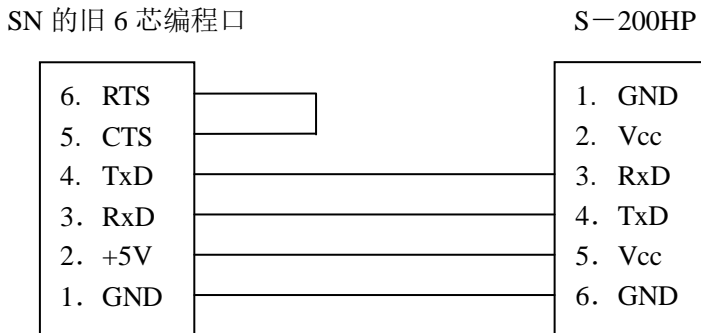 SN 的旧 6 芯编程口
S－200HP
6．RTS
5．CTS
4．TxD
3．RxD
2．+5V
1．GND
1．GND
2．Vcc
3．RxD
4．TxD
5．Vcc
6．GND